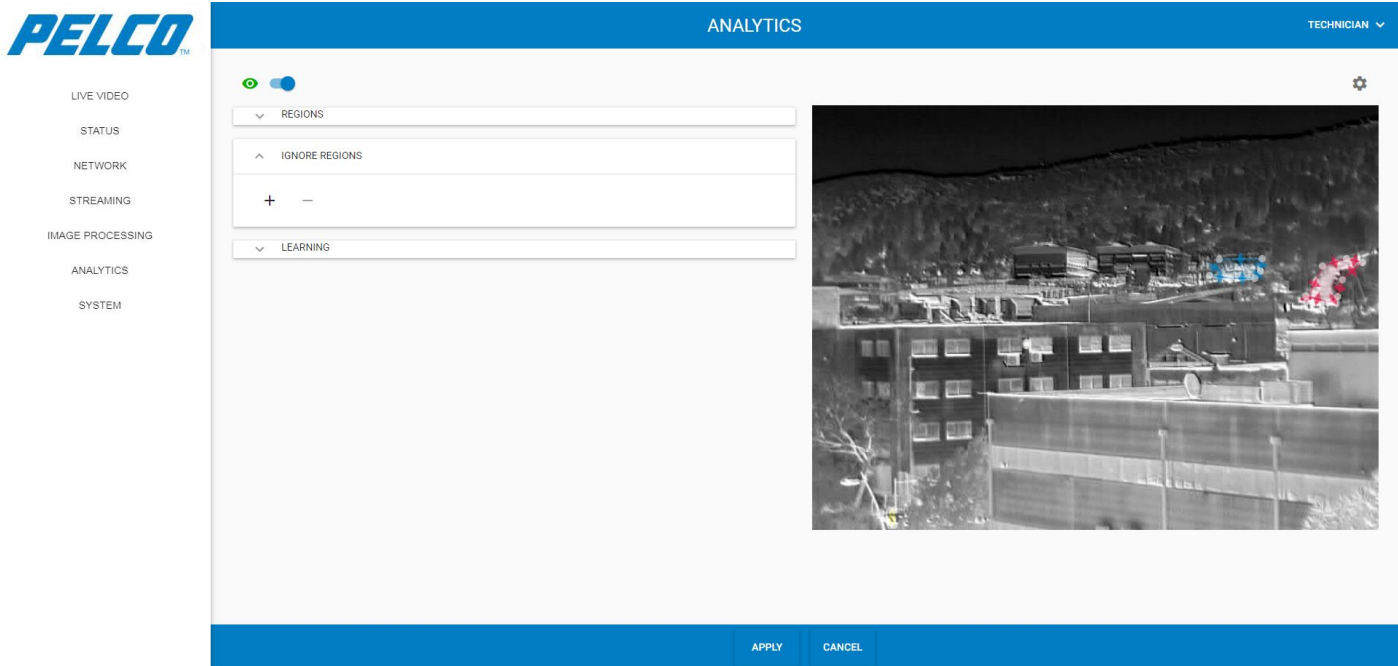 PELCO
TM
ANALYTICS
TECHNICIAN
LIVE VIDEO
STATUS
NETWORK
STREAMING
IMAGE PROCESSING
ANALYTICS
SYSTEM
REGIONS
IGNORE REGIONS
LEARNING
APPLY
CANCEL